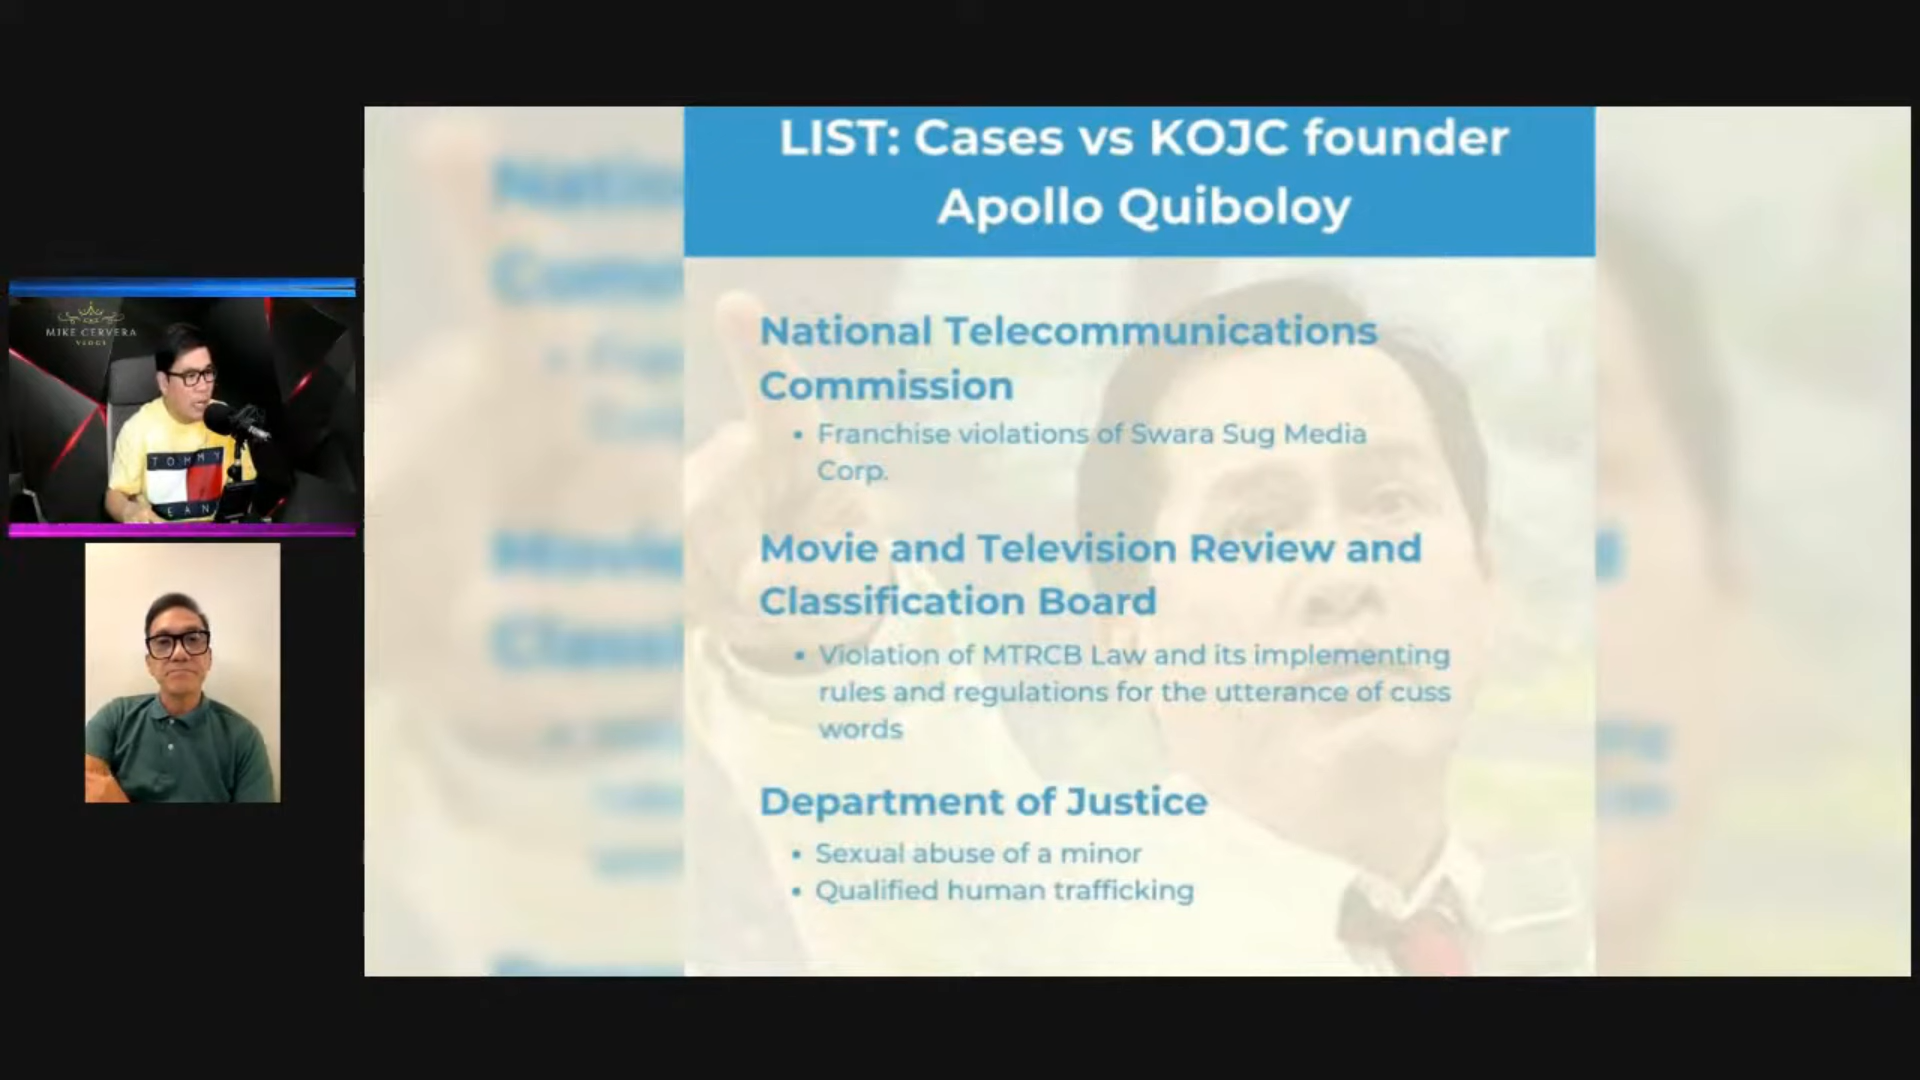 LIST: Cases vs KOJC founder
Apollo Quiboloy
National Telecommunications
Commission
• Franchise violations of Swara Sug Media
Corp.
Movie and Television Review and
Classification Board
• Violation of MTRCB Law and its implementing
rules and regulations for the utterance of cuss
words
Department of Justice
• Sexual abuse of a minor
• Qualified human trafficking
MIKE CERVERA
VLOGS
TOMMY
EAN